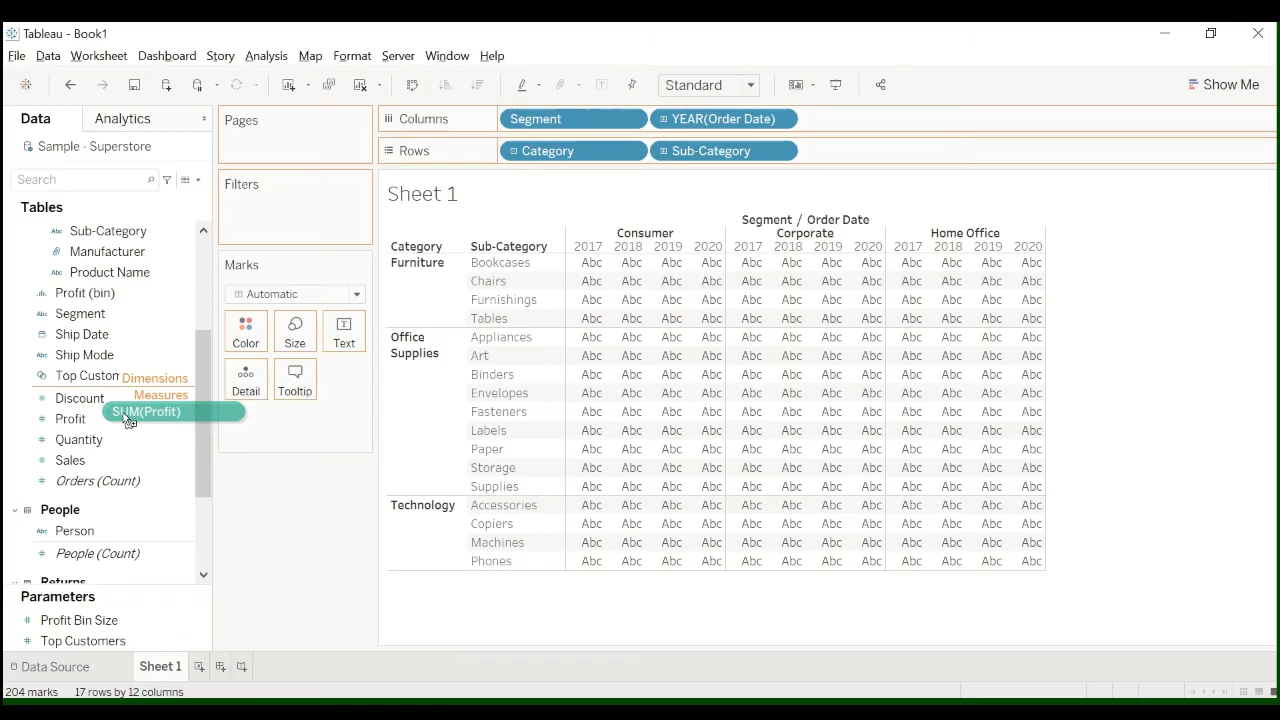 Tableau - Book1
File Data Worksheet Dashboard Story Analysis Map Format Server Window Help
Standard
Show Me
Data Analytics
Sample - Superstore
Search
Tables
Sub-Category
Manufacturer
Product Name
Profit (bin)
Segment
Ship Date
Ship Mode
Top Custom
Dimensions
Measures
Discount
SUM(Profit)
Profit
Quantity
Sales
Orders (Count)
People
Person
People (Count)
Returns
Parameters
Profit Bin Size
Top Customers
Pages
Filters
Marks
Automatic
Color Size Text
Detail Tooltip
Columns Segment YEAR(Order Date)
Rows Category Sub-Category
Sheet 1
Segment / Order Date
Consumer Corporate Home Office
Category Sub-Category 2017 2018 2019 2020 2017 2018 2019 2020 2017 2018 2019 2020
Furniture Bookcases Abc Abc Abc Abc Abc Abc Abc Abc Abc Abc Abc Abc
Chairs Abc Abc Abc Abc Abc Abc Abc Abc Abc Abc Abc Abc
Furnishings Abc Abc Abc Abc Abc Abc Abc Abc Abc Abc Abc Abc
Tables Abc Abc Abc Abc Abc Abc Abc Abc Abc Abc Abc Abc
Office Supplies Appliances Abc Abc Abc Abc Abc Abc Abc Abc Abc Abc Abc Abc
Art Abc Abc Abc Abc Abc Abc Abc Abc Abc Abc Abc Abc
Binders Abc Abc Abc Abc Abc Abc Abc Abc Abc Abc Abc Abc
Envelopes Abc Abc Abc Abc Abc Abc Abc Abc Abc Abc Abc Abc
Fasteners Abc Abc Abc Abc Abc Abc Abc Abc Abc Abc Abc Abc
Labels Abc Abc Abc Abc Abc Abc Abc Abc Abc Abc Abc Abc
Paper Abc Abc Abc Abc Abc Abc Abc Abc Abc Abc Abc Abc
Storage Abc Abc Abc Abc Abc Abc Abc Abc Abc Abc Abc Abc
Supplies Abc Abc Abc Abc Abc Abc Abc Abc Abc Abc Abc Abc
Technology Accessories Abc Abc Abc Abc Abc Abc Abc Abc Abc Abc Abc Abc
Copiers Abc Abc Abc Abc Abc Abc Abc Abc Abc Abc Abc Abc
Machines Abc Abc Abc Abc Abc Abc Abc Abc Abc Abc Abc Abc
Phones Abc Abc Abc Abc Abc Abc Abc Abc Abc Abc Abc Abc
Data Source Sheet 1
204 marks 17 rows by 12 columns